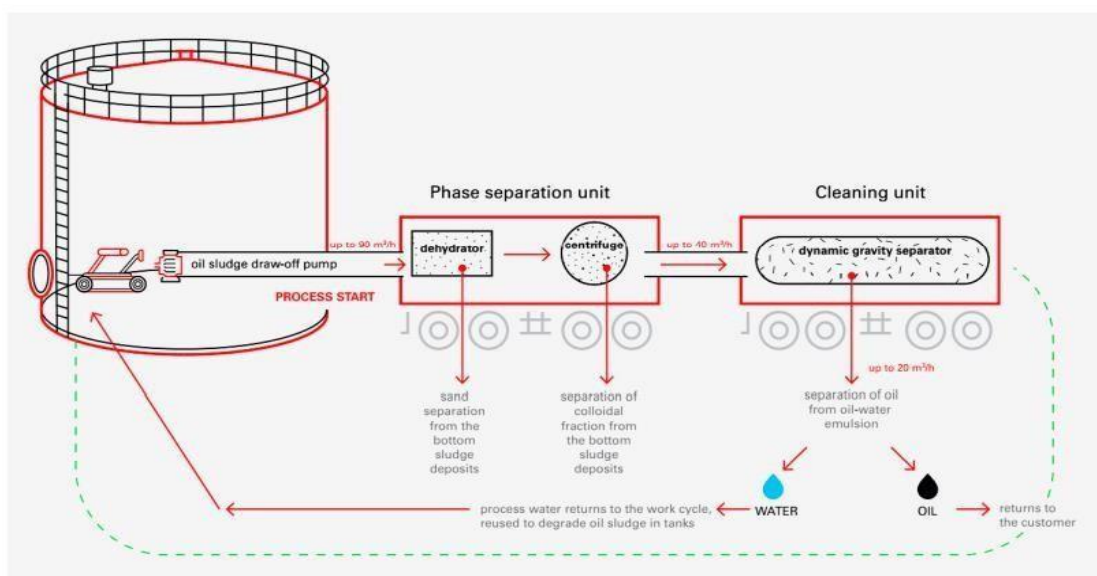 Phase separation unit
Cleaning unit
up to 90 m³/h
dehydrator
centrifuge
up to 40 m³/h
dynamic gravity separator
oil sludge draw-off pump
PROCESS START
up to 20 m³/h
sand
separation
from the
bottom
sludge
deposits
separation of
colloidal
fraction from
the bottom
sludge
deposits
separation of oil
from oil-water
emulsion
process water returns to the work cycle,
reused to degrade oil sludge in tanks
WATER
OIL
returns to
the customer